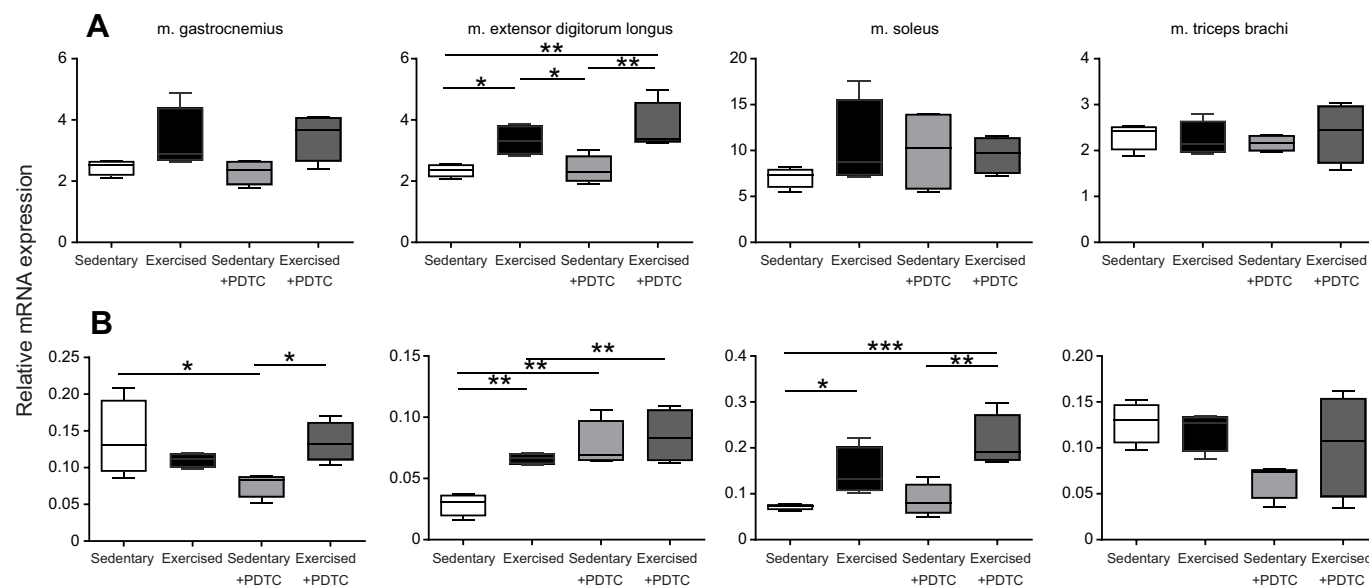 A
m. gastrocnemius
m. extensor digitorum longus
m. soleus
m. triceps brachi
Relative mRNA expression
6
4
2
0
Sedentary Exercised Sedentary Exercised
+PDTC +PDTC
6
4
2
0
** 
* * **
Sedentary Exercised Sedentary Exercised
+PDTC +PDTC
20
15
10
5
0
Sedentary Exercised Sedentary Exercised
+PDTC +PDTC
4
3
2
1
0
Sedentary Exercised Sedentary Exercised
+PDTC +PDTC
B
0.25
0.20
0.15
0.10
0.05
0
* *
Sedentary Exercised Sedentary Exercised
+PDTC +PDTC
0.15
0.10
0.05
0
**
**
**
Sedentary Exercised Sedentary Exercised
+PDTC +PDTC
0.4
0.3
0.2
0.1
0
***
**
*
Sedentary Exercised Sedentary Exercised
+PDTC +PDTC
0.20
0.15
0.10
0.05
0
Sedentary Exercised Sedentary Exercised
+PDTC +PDTC